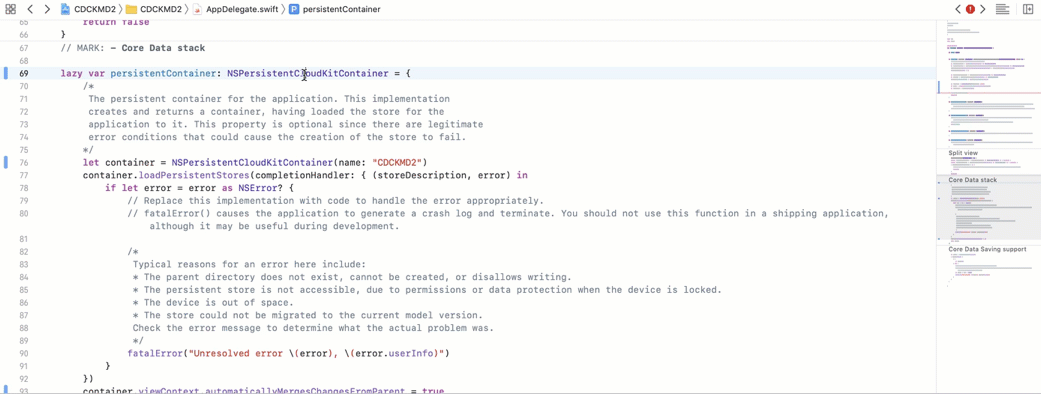 CDCKMD2 〉 CDCKMD2 〉 AppDelegate.swift 〉 P persistentContainer
65 return false
66 }
67 // MARK: - Core Data stack
68
69 lazy var persistentContainer: NSPersistentCloudKitContainer = {
70 /*
71 The persistent container for the application. This implementation
72 creates and returns a container, having loaded the store for the
73 application to it. This property is optional since there are legitimate
74 error conditions that could cause the creation of the store to fail.
75 */
76 let container = NSPersistentCloudKitContainer(name: "CDCKMD2")
77 container.loadPersistentStores(completionHandler: { (storeDescription, error) in
78 if let error = error as NSError? {
79 // Replace this implementation with code to handle the error appropriately.
80 // fatalError() causes the application to generate a crash log and terminate. You should not use this function in a shipping application,
although it may be useful during development.
81
82 /*
83 Typical reasons for an error here include:
84 * The parent directory does not exist, cannot be created, or disallows writing.
85 * The persistent store is not accessible, due to permissions or data protection when the device is locked.
86 * The device is out of space.
87 * The store could not be migrated to the current model version.
88 Check the error message to determine what the actual problem was.
89 */
90 fatalError("Unresolved error \(error), \(error.userInfo)")
91 }
92 })
93 container.viewContext.automaticallyMergesChangesFromParent = true
Split view
Core Data stack
Core Data Saving support